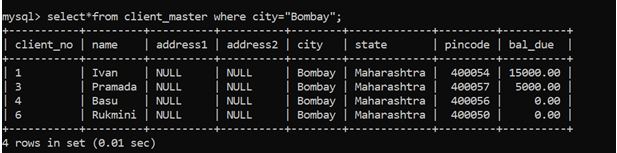 mysql> select*from client_master where city="Bombay";
+-----------+---------+----------+----------+--------+-------------+---------+----------+
| client_no | name    | address1 | address2 | city   | state       | pincode | bal_due  |
+-----------+---------+----------+----------+--------+-------------+---------+----------+
| 1         | Ivan    | NULL     | NULL     | Bombay | Maharashtra |  400054 | 15000.00 |
| 3         | Pramada | NULL     | NULL     | Bombay | Maharashtra |  400057 |  5000.00 |
| 4         | Basu    | NULL     | NULL     | Bombay | Maharashtra |  400056 |     0.00 |
| 6         | Rukmini | NULL     | NULL     | Bombay | Maharashtra |  400050 |     0.00 |
+-----------+---------+----------+----------+--------+-------------+---------+----------+
4 rows in set (0.01 sec)